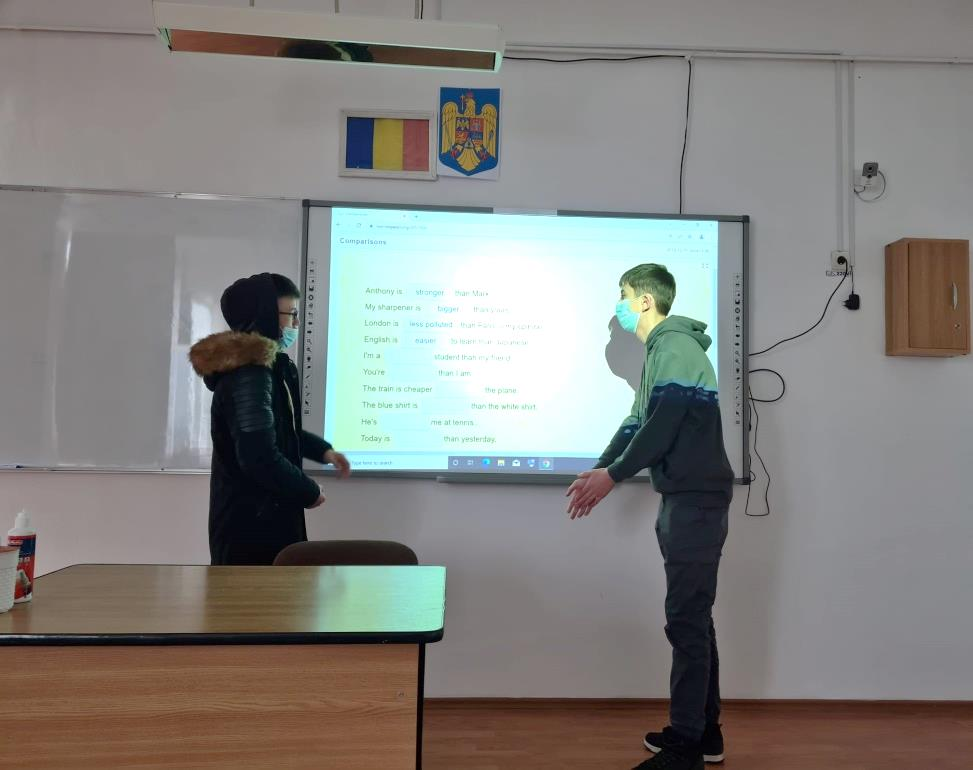 Comparisons
Anthony is stronger than Mark
My sharpener is bigger than yours
London is less polluted than Paris
English is easier to learn than Japanese
I'm a student than my friend
You're than I am
The train is cheaper the plane.
The blue shirt is than the white shirt.
He's me at tennis
Today is than yesterday.
Type here to search